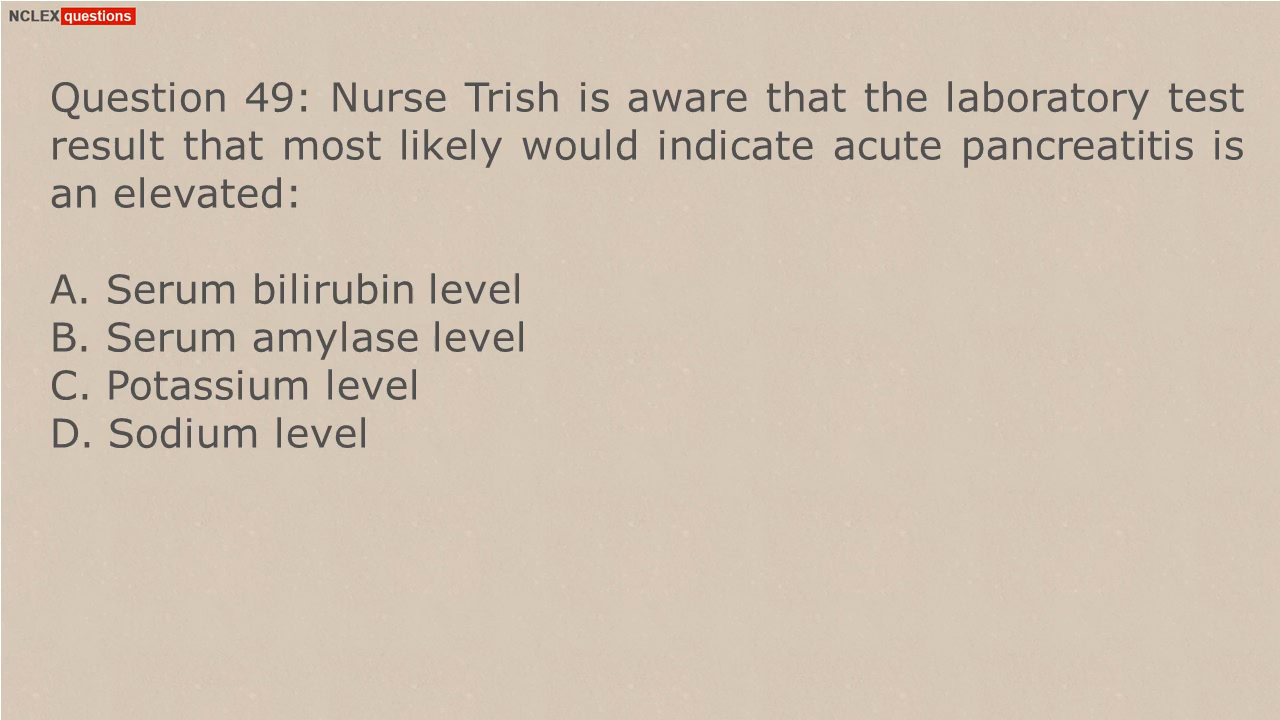 NCLEX questions
Question 49: Nurse Trish is aware that the laboratory test
result that most likely would indicate acute pancreatitis is
an elevated:
A. Serum bilirubin level
B. Serum amylase level
C. Potassium level
D. Sodium level